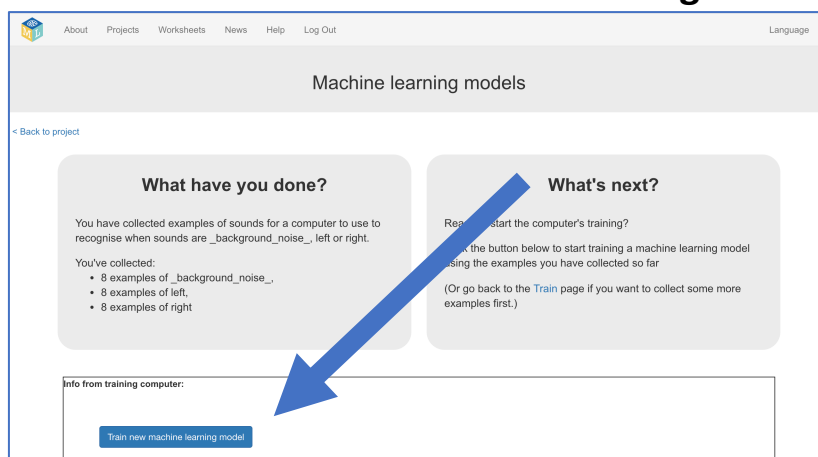 About Projects Worksheets News Help Log Out Language
Machine learning models
< Back to project
What have you done?
You have collected examples of sounds for a computer to use to
recognise when sounds are _background_noise_, left or right.
You've collected:
• 8 examples of _background_noise_,
• 8 examples of left,
• 8 examples of right
What's next?
start the computer's training?
the button below to start training a machine learning model
using the examples you have collected so far
(Or go back to the Train page if you want to collect some more
examples first.)
Info from training computer:
Train new machine learning model